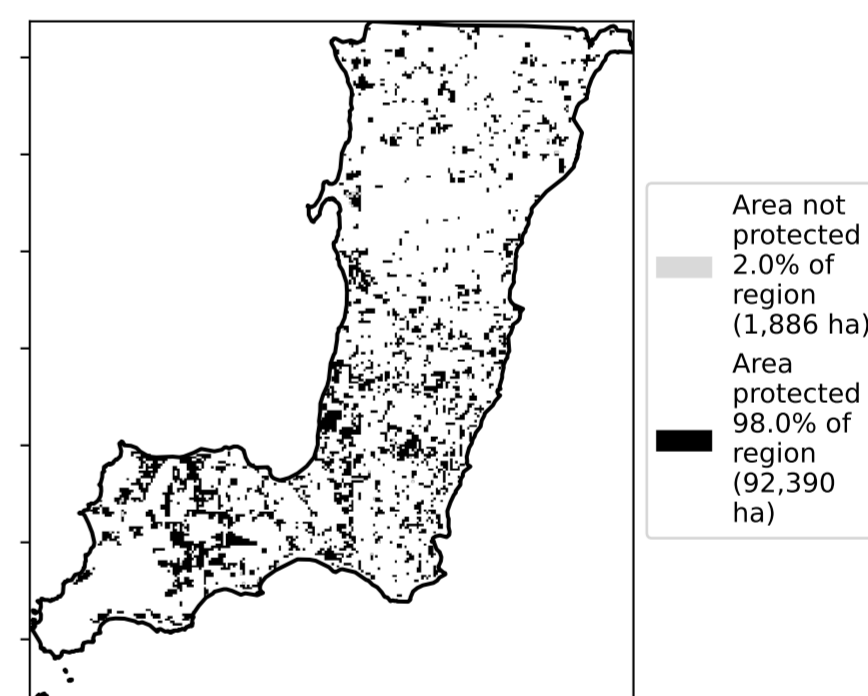 Area not
protected
2.0% of
region
(1,886 ha)
Area
protected
98.0% of
region
(92,390
ha)